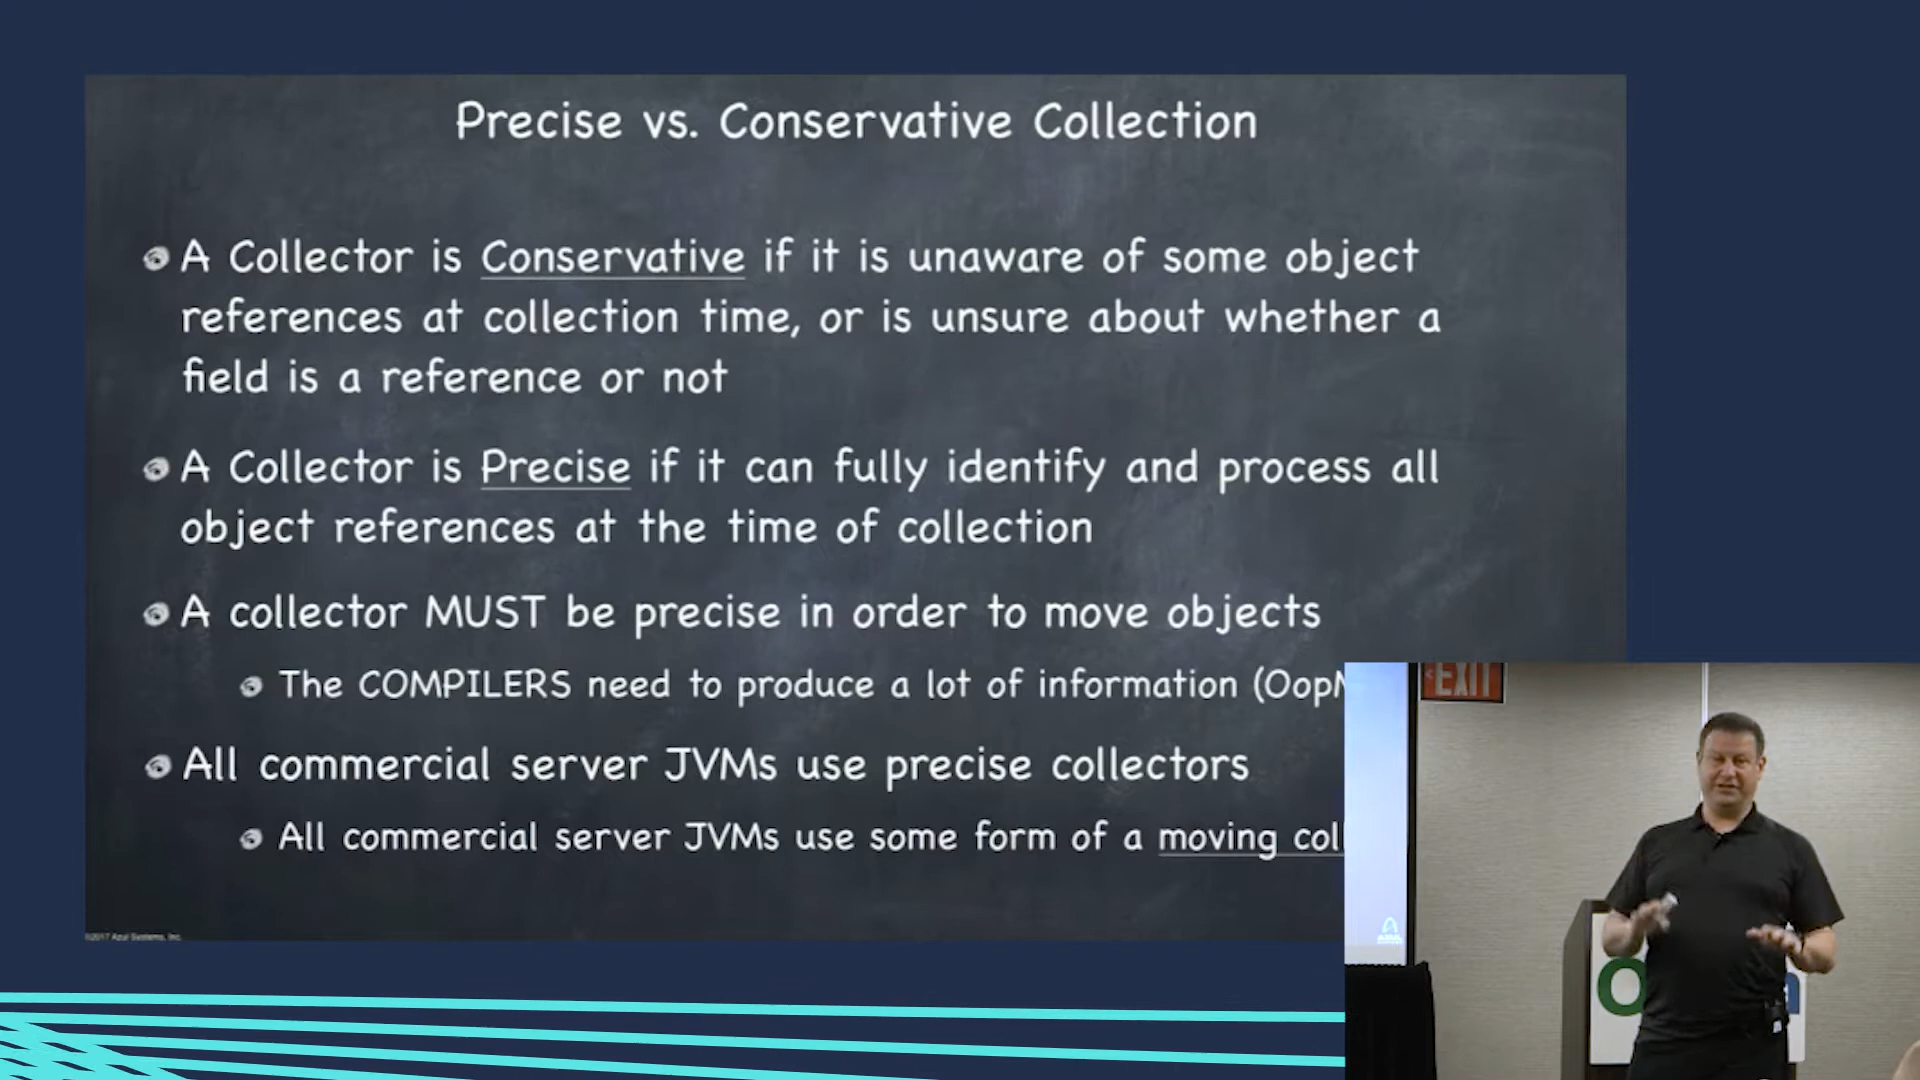 Precise vs. Conservative Collection
A Collector is Conservative if it is unaware of some object
references at collection time, or is unsure about whether a
field is a reference or not
A Collector is Precise if it can fully identify and process all
object references at the time of collection
A collector MUST be precise in order to move objects
The COMPILERS need to produce a lot of information (Oop
All commercial server JVMs use precise collectors
All commercial server JVMs use some form of a moving col
©2017 Azul Systems, Inc.
EXIT